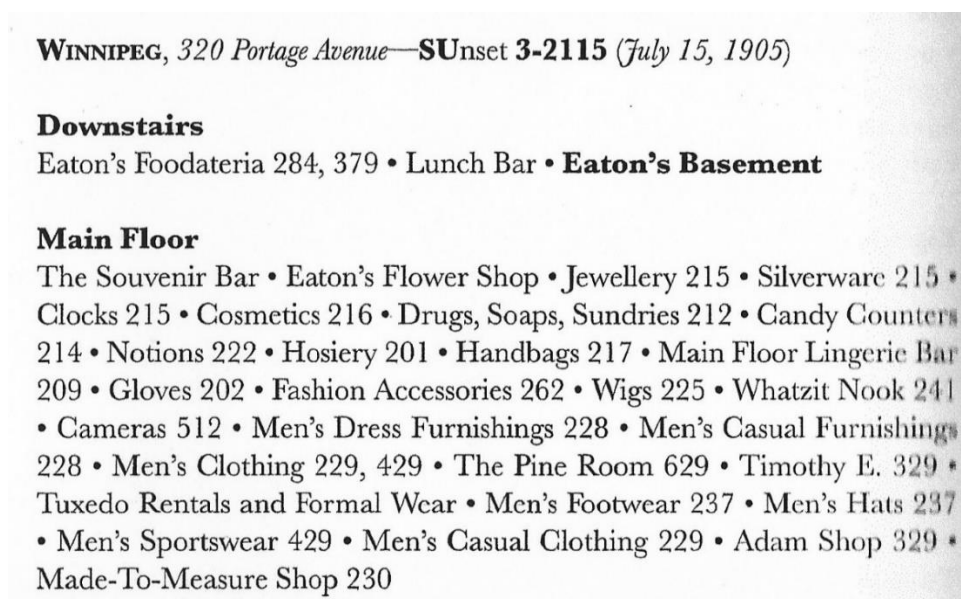 WINNIPEG, 320 Portage Avenue—SUnset 3-2115 (July 15, 1905)
Downstairs
Eaton's Foodateria 284, 379 • Lunch Bar • Eaton's Basement
Main Floor
The Souvenir Bar • Eaton's Flower Shop • Jewellery 215 • Silverware 215 •
Clocks 215 • Cosmetics 216 • Drugs, Soaps, Sundries 212 • Candy Counters
214 • Notions 222 • Hosiery 201 • Handbags 217 • Main Floor Lingerie Bar
209 • Gloves 202 • Fashion Accessories 262 • Wigs 225 • Whatzit Nook 241
• Cameras 512 • Men's Dress Furnishings 228 • Men's Casual Furnishings
228 • Men's Clothing 229, 429 • The Pine Room 629 • Timothy E. 329 •
Tuxedo Rentals and Formal Wear • Men's Footwear 237 • Men's Hats 237
• Men's Sportswear 429 • Men's Casual Clothing 229 • Adam Shop 329 •
Made-To-Measure Shop 230